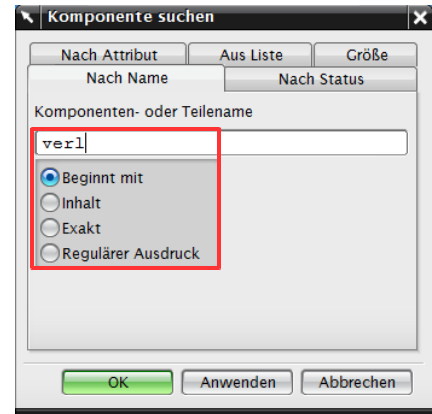 Komponente suchen
Nach Attribut Aus Liste Größe
Nach Name Nach Status
Komponenten- oder Teilename
verl
Beginnt mit
Inhalt
Exakt
Regulärer Ausdruck
OK Anwenden Abbrechen